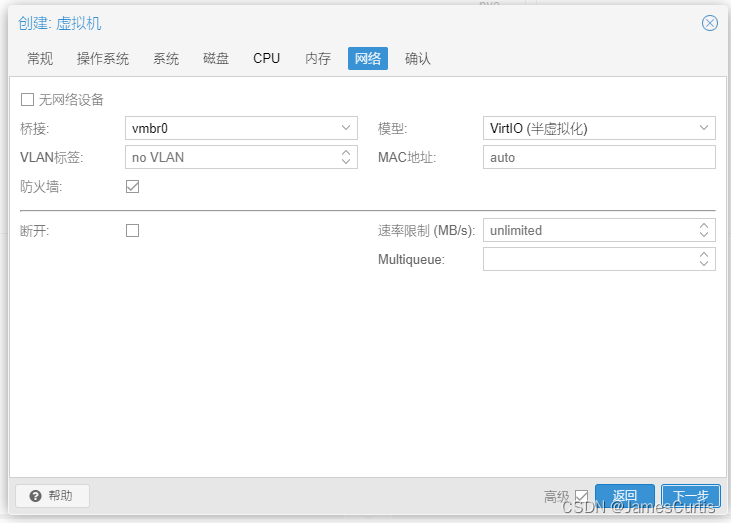 创建: 虚拟机
常规 操作系统 系统 磁盘 CPU 内存 网络 确认
无网络设备
桥接: vmbr0 模型: VirtIO (半虚拟化)
VLAN标签: no VLAN MAC地址: auto
防火墙:
断开: 速率限制 (MB/s): unlimited
Multiqueue:
帮助 高级 返回 下一步
CSDN @JamesCurtis